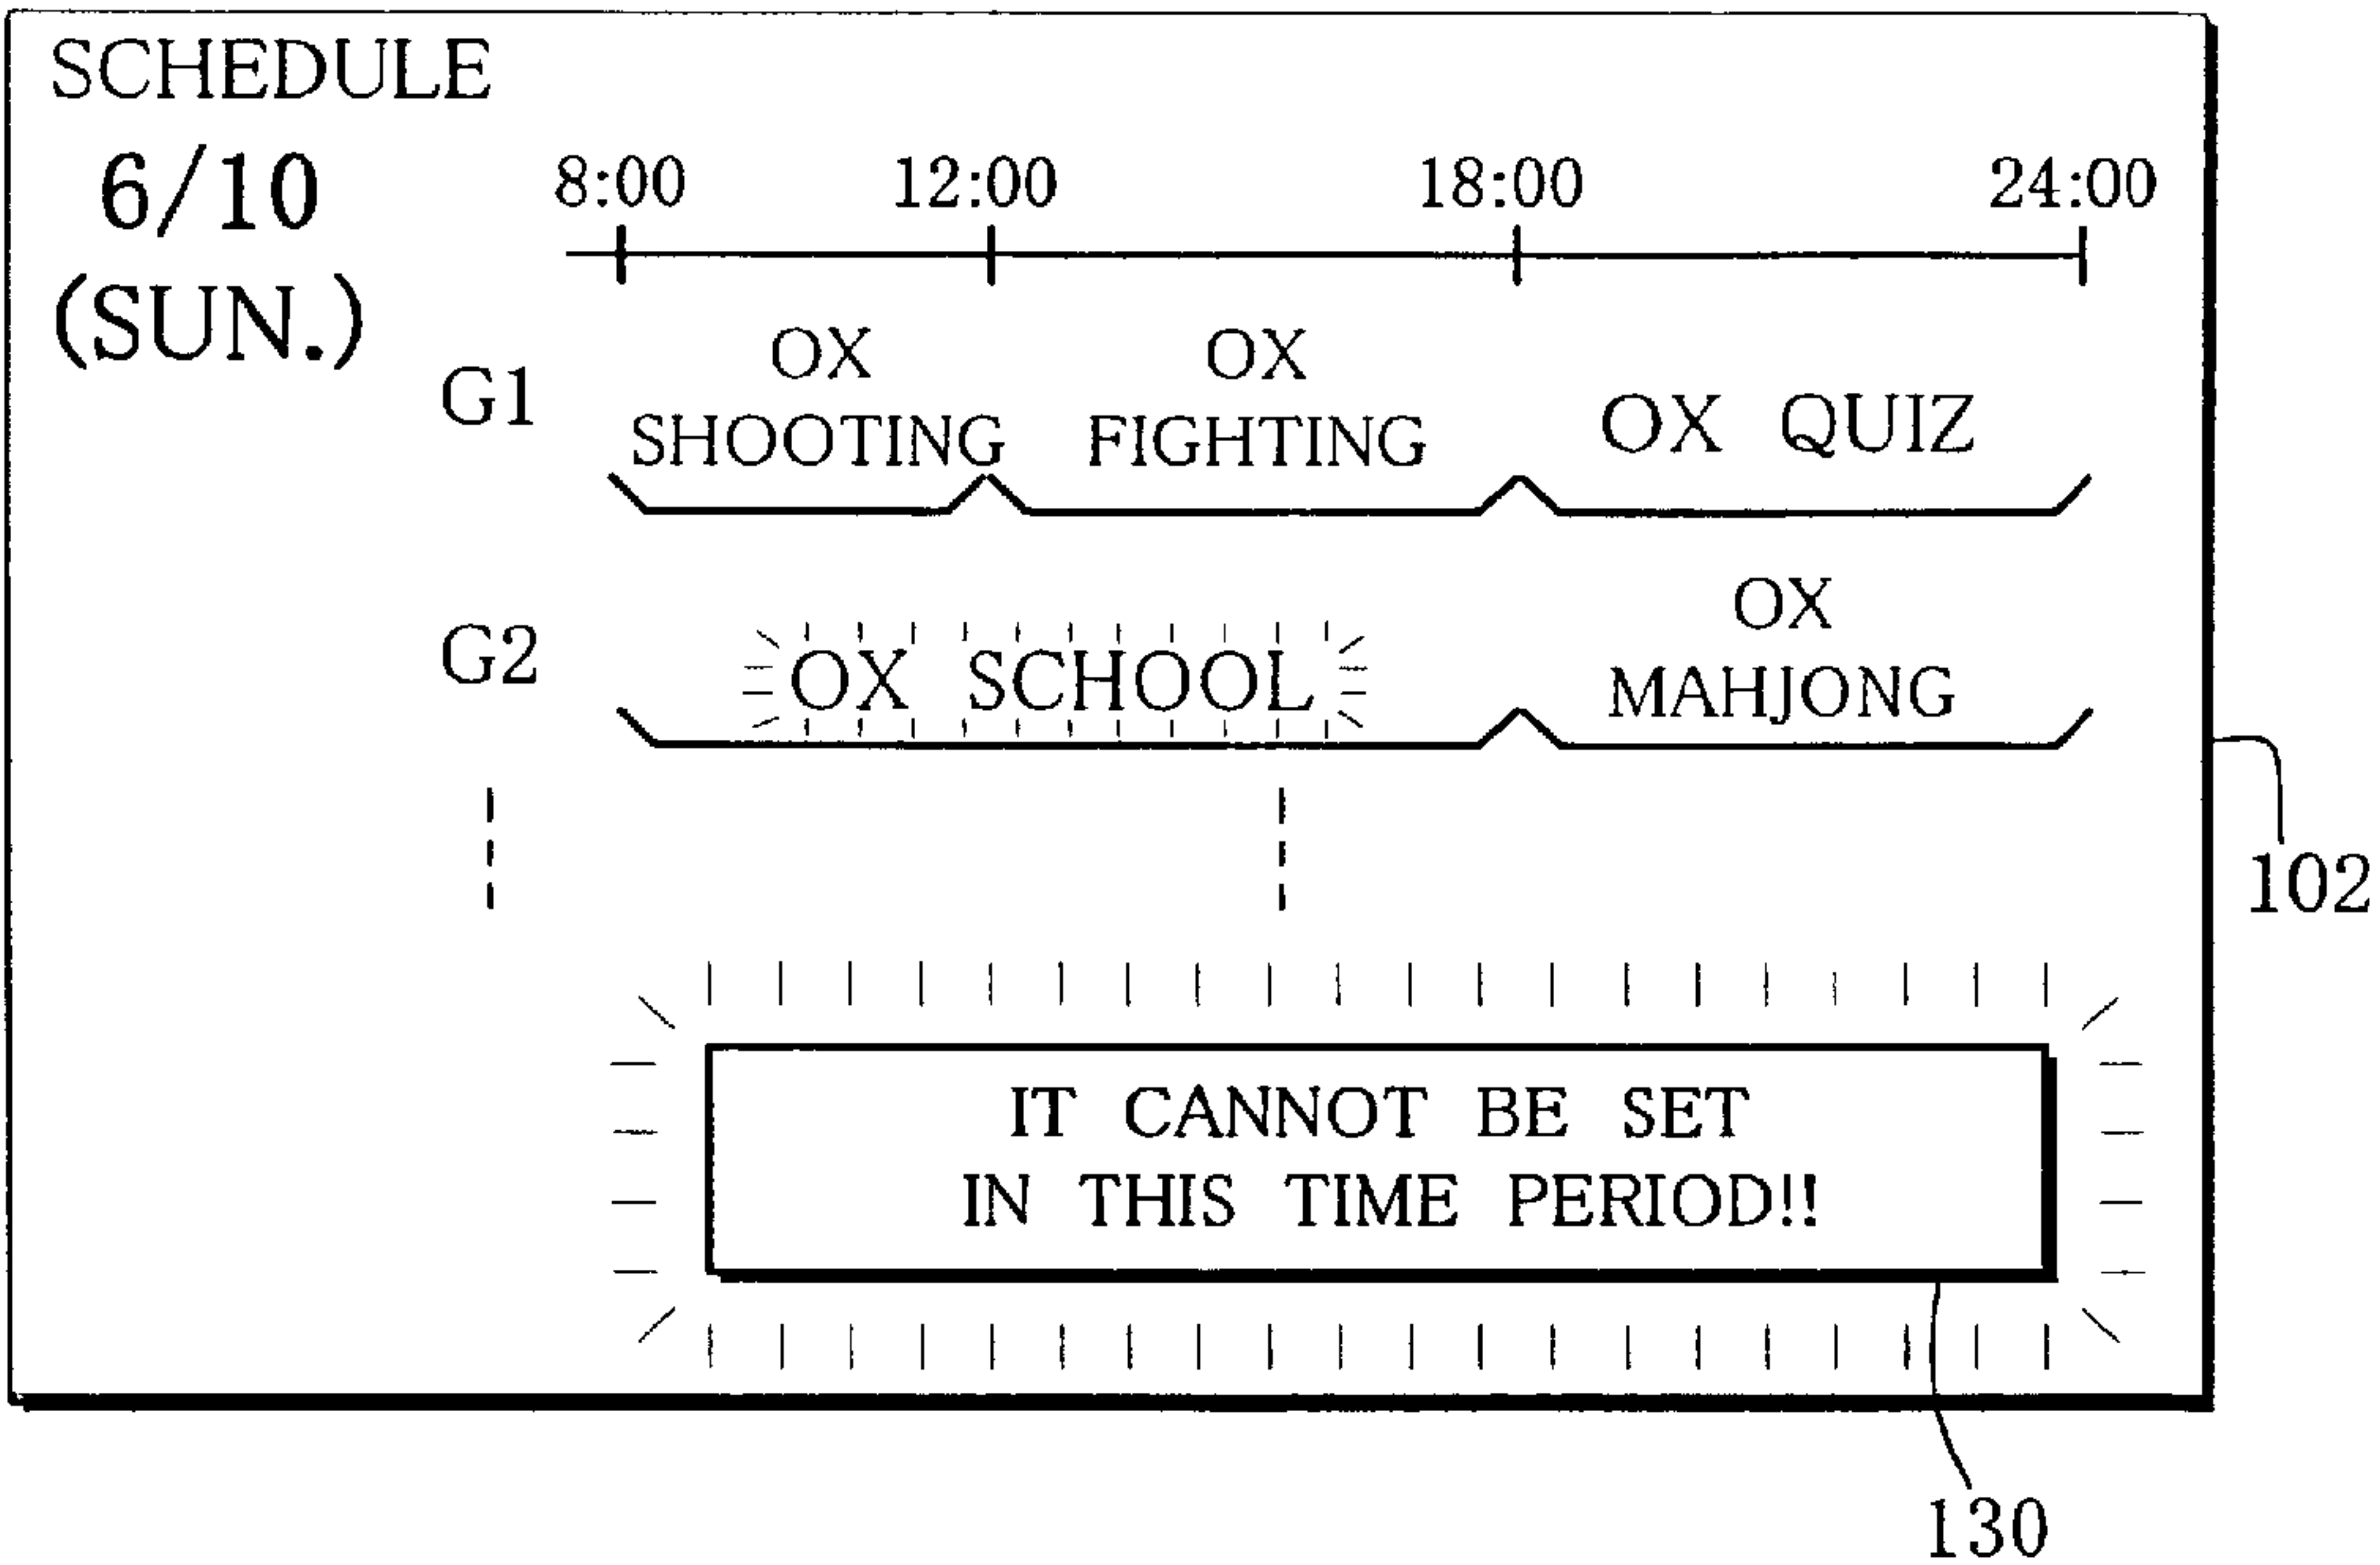 SCHEDULE
6/10
(SUN.)
8:00 12:00 18:00 24:00
G1
OX
SHOOTING
OX
FIGHTING
OX QUIZ
G2
OX SCHOOL
OX
MAHJONG
102
IT CANNOT BE SET
IN THIS TIME PERIOD!!
130